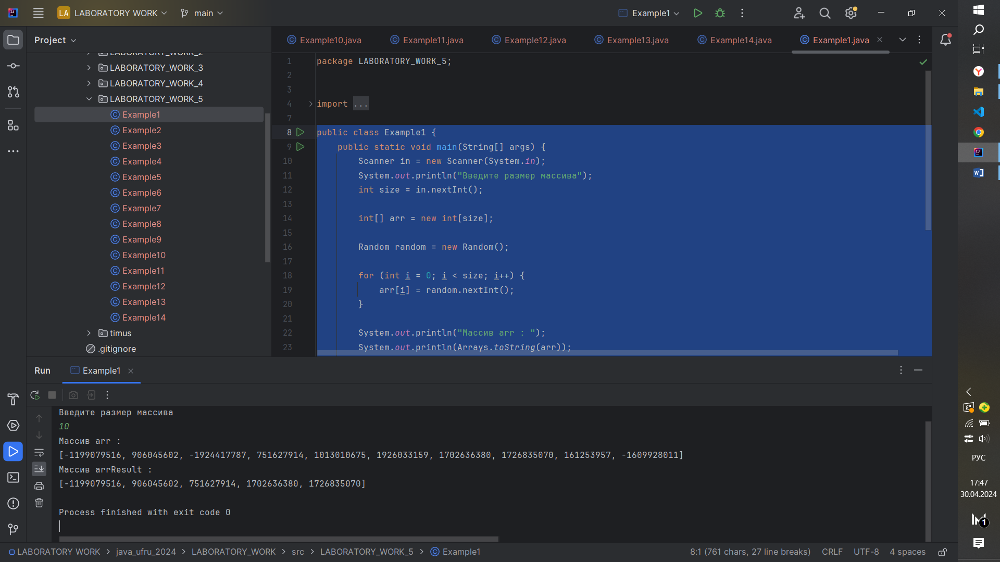 LA LABORATORY WORK main Example1
Project
Example10.java Example11.java Example12.java Example13.java Example14.java Example1.java
LABORATORY_WORK_2
LABORATORY_WORK_3
LABORATORY_WORK_4
LABORATORY_WORK_5
Example1
Example2
Example3
Example4
Example5
Example6
Example7
Example8
Example9
Example10
Example11
Example12
Example13
Example14
timus
.gitignore
1 package LABORATORY_WORK_5;
2
3
4 import ...
7
8 public class Example1 {
9 public static void main(String[] args) {
10 Scanner in = new Scanner(System.in);
11 System.out.println("Введите размер массива");
12 int size = in.nextInt();
13
14 int[] arr = new int[size];
15
16 Random random = new Random();
17
18 for (int i = 0; i < size; i++) {
19 arr[i] = random.nextInt();
20 }
21
22 System.out.println("Массив arr : ");
23 System.out.println(Arrays.toString(arr));
Run Example1
Введите размер массива
10
Массив arr :
[-1199079516, 906045602, -1924417787, 751627914, 1013010675, 1926033159, 1702636380, 1726835070, 161253957, -1609928011]
Массив arrResult :
[-1199079516, 906045602, 751627914, 1702636380, 1726835070]
Process finished with exit code 0
LABORATORY WORK > java_ufru_2024 > LABORATORY_WORK > src > LABORATORY_WORK_5 > Example1
8:1 (761 chars, 27 line breaks) CRLF UTF-8 4 spaces
РУС
17:47
30.04.2024
1